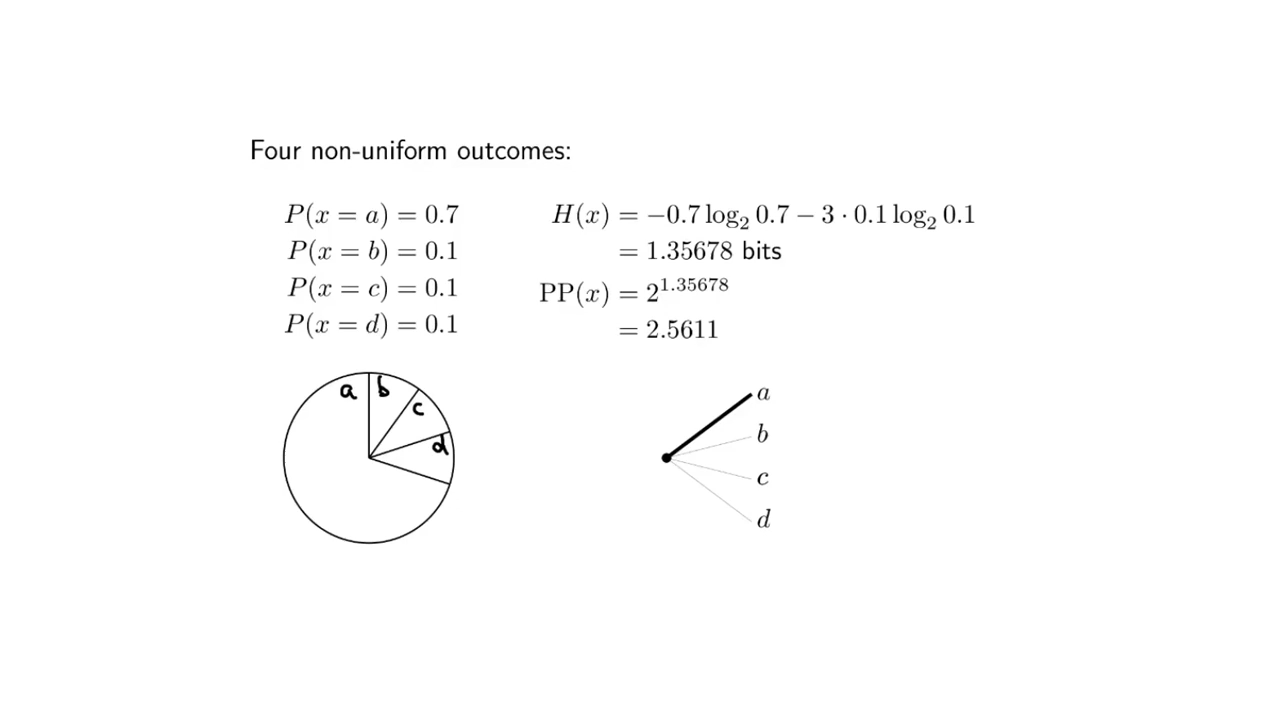 Four non-uniform outcomes:
P(x = a) = 0.7
P(x = b) = 0.1
P(x = c) = 0.1
P(x = d) = 0.1
H(x) = −0.7 log₂ 0.7 − 3 · 0.1 log₂ 0.1
= 1.35678 bits
PP(x) = 2^1.35678
= 2.5611
a b
c
d
a
b
c
d